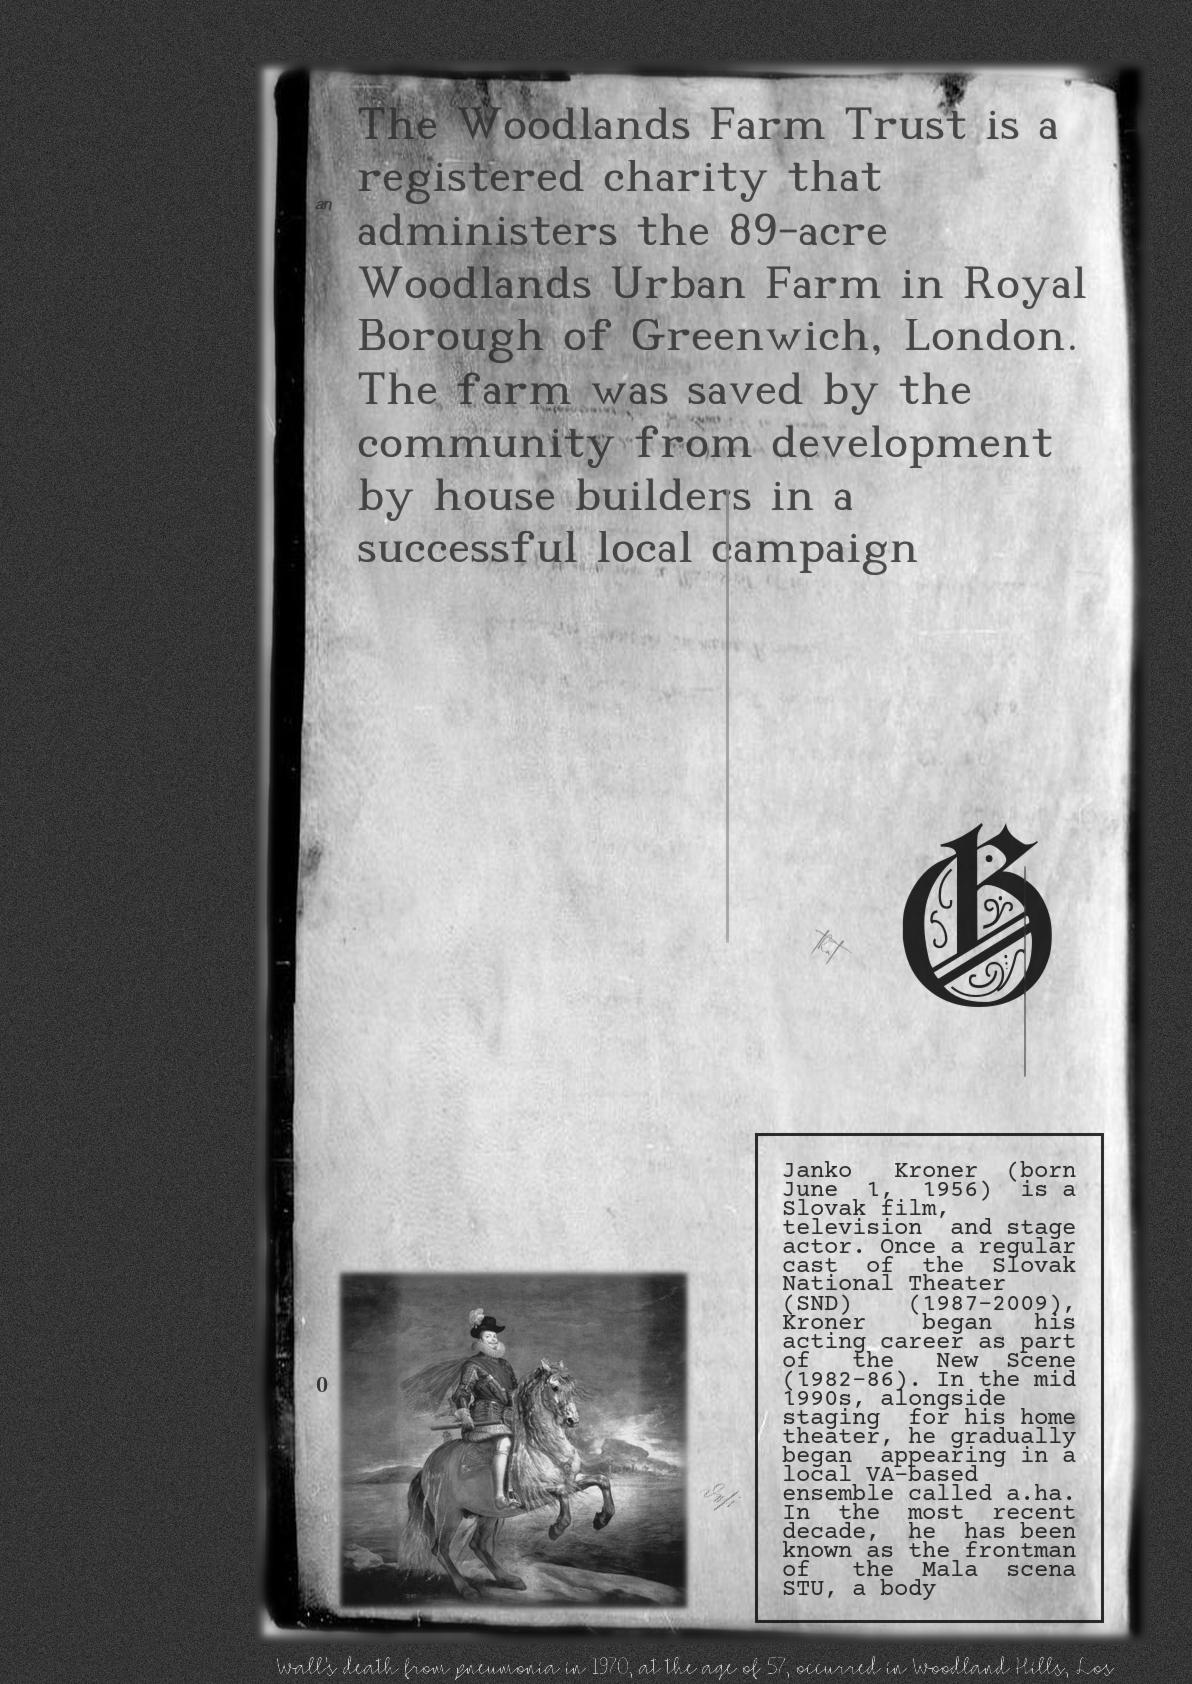 The Woodlands Farm Trust is a
registered charity that
an
administers the 89-acre
Woodlands Urban Farm in Royal
Borough of Greenwich, London.
The farm was saved by the
community from development
by house builders in a
successful local campaign
G
Janko Kroner (born
June 1, 1956) is a
Slovak film,
television and stage
actor. Once a regular
cast of the Slovak
National Theater
(SND) (1987-2009),
Kroner began his
acting career as part
of the New Scene
(1982-86). In the mid
1990s, alongside
staging for his home
theater, he gradually
began appearing in a
local VA-based
ensemble called a.ha.
In the most recent
decade, he has been
known as the frontman
of the Mala scena
STU, a body
0
Wall's death from pneumonia in 1970, at the age of 57, occurred in Woodland Hills, Los